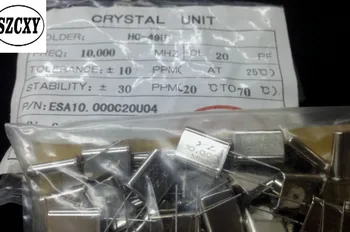 SZCXY
CRYSTAL UNIT
HOLDER: HC-49U
FREQ: 10.000 MHZ CL 20 PF
TOLERANCE: ± 10 PPM( AT 25℃)
STABILITY: ± 30 PPM(-20 ℃TO 70 ℃)
P/N:ESA10.000C20U04